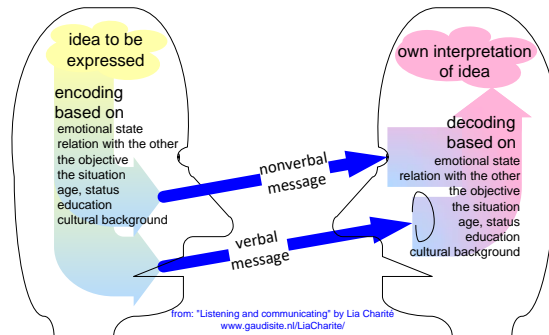 idea to be
expressed
encoding
based on
emotional state
relation with the other
the objective
the situation
age, status
education
cultural background
nonverbal
message
verbal
message
own interpretation
of idea
decoding
based on
emotional state
relation with the other
the objective
the situation
age, status
education
cultural background
from: "Listening and communicating" by Lia Charité
www.gaudisite.nl/LiaCharite/